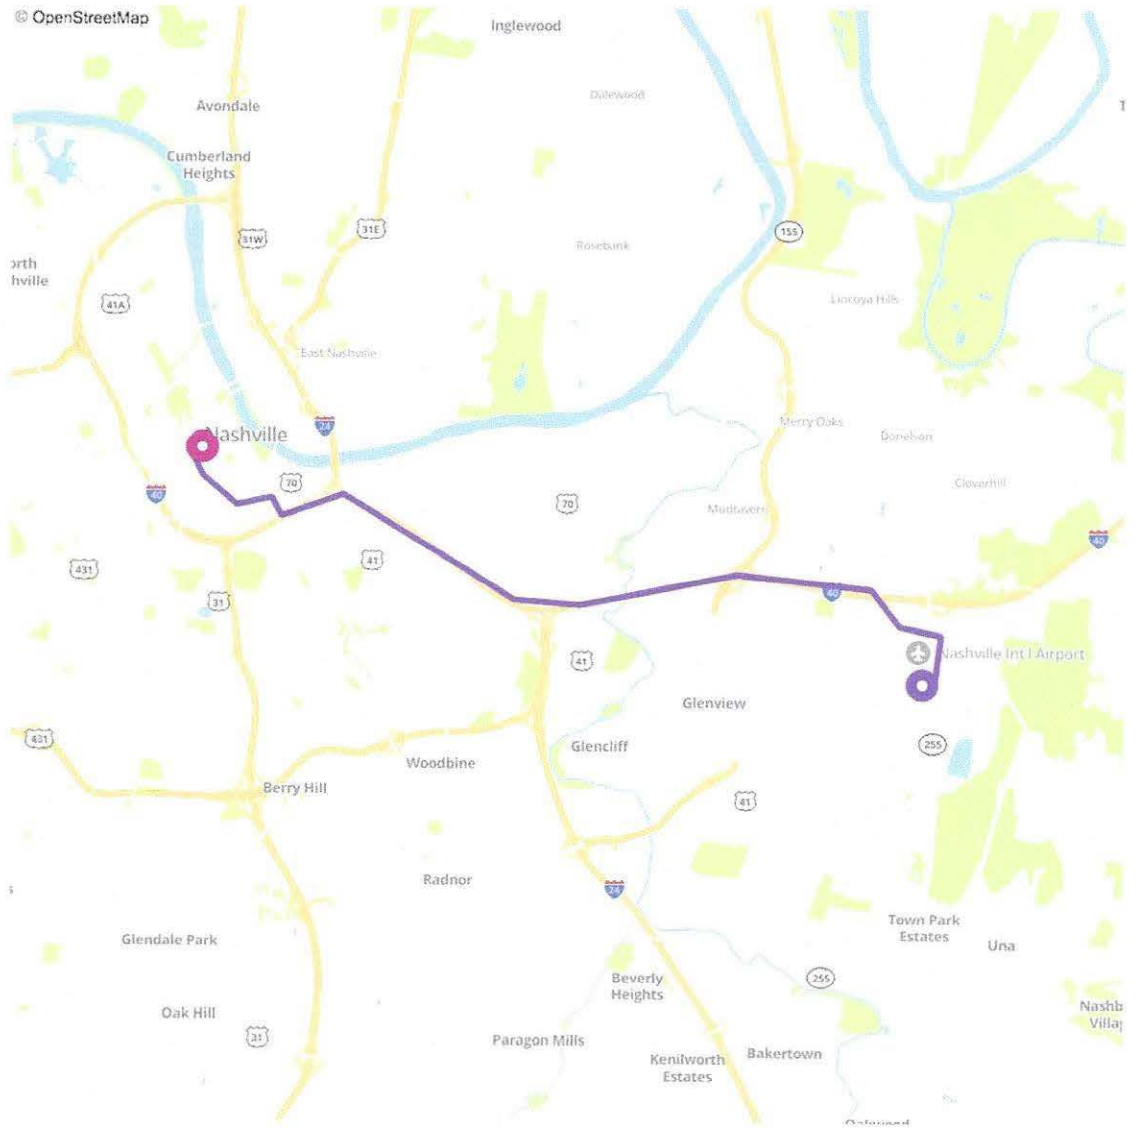 © OpenStreetMap
Inglewood
Dalewood
Avondale
Cumberland
Heights
31W
31E
155
Rosebank
orth
hville
41A
Lincoya Hills
East Nashville
24
Merry Oaks
Donelson
Nashville
70
Cloverhill
40
70
Mudtavern
40
41
431
31
40
Nashville Int'l Airport
41
Glenview
431
Glencliff
255
Woodbine
Berry Hill
41
Radnor
24
Town Park
Estates
Una
Glendale Park
Beverly
Heights
255
Oak Hill
Nashb
Villag
31
Paragon Mills
Kenilworth
Estates
Bakertown